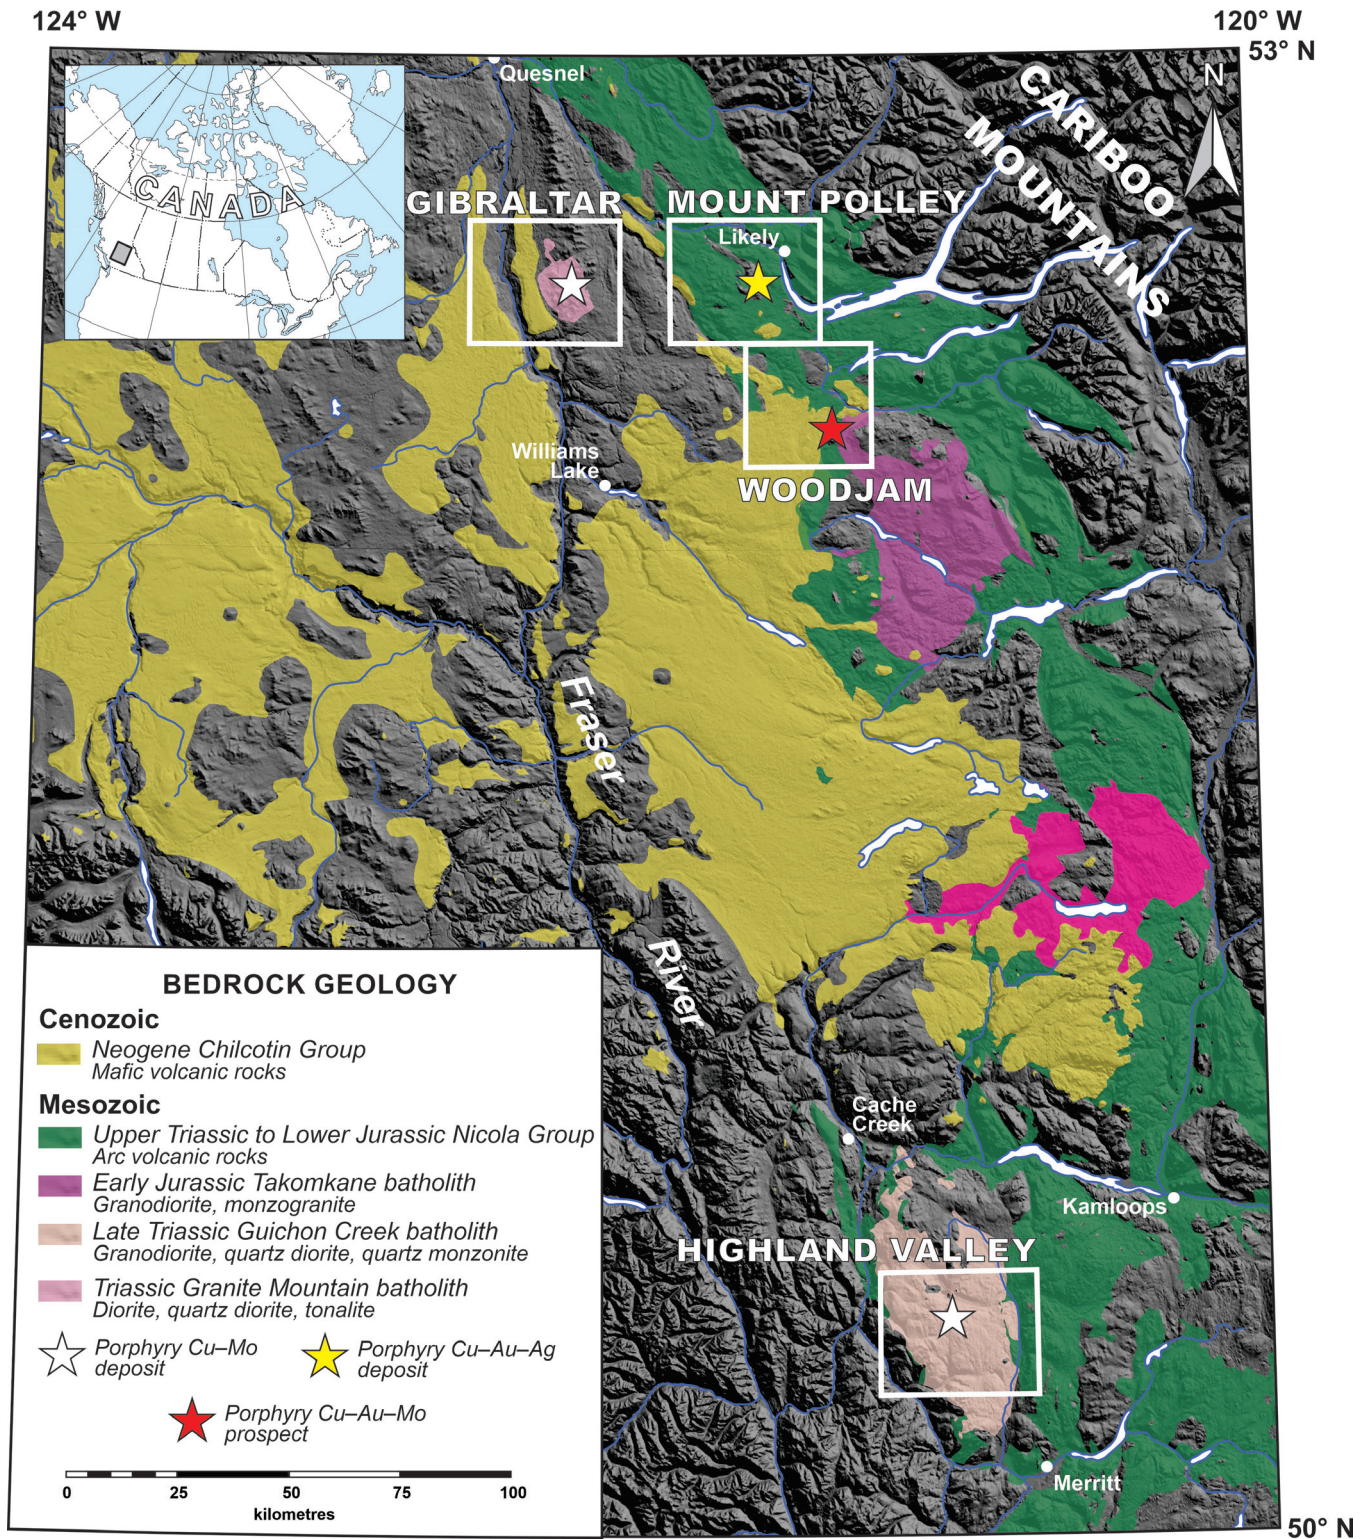 124° W
120° W
53° N
N
Quesnel
CARIBOO
MOUNTAINS
CANADA
GIBRALTAR
MOUNT POLLEY
Likely
Williams
Lake
WOODJAM
Fraser
River
BEDROCK GEOLOGY
Cenozoic
Neogene Chilcotin Group
Mafic volcanic rocks
Mesozoic
Upper Triassic to Lower Jurassic Nicola Group
Arc volcanic rocks
Early Jurassic Takomkane batholith
Granodiorite, monzogranite
Late Triassic Guichon Creek batholith
Granodiorite, quartz diorite, quartz monzonite
Triassic Granite Mountain batholith
Diorite, quartz diorite, tonalite
Porphyry Cu–Mo
deposit
Porphyry Cu–Au–Ag
deposit
Porphyry Cu–Au–Mo
prospect
0 25 50 75 100
kilometres
Cache
Creek
Kamloops
HIGHLAND VALLEY
Merritt
50° N